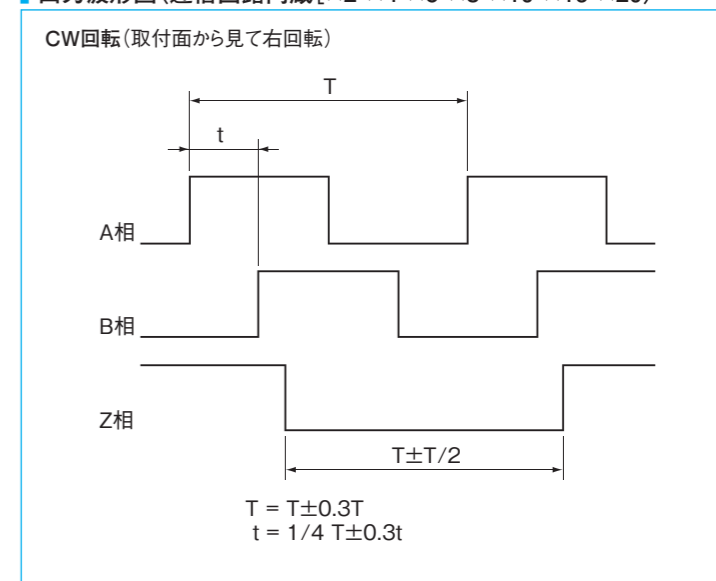 CW回転(取付面から見て右回転)
T
t
A相
B相
Z相
T±T/2
T = T±0.3T
t = 1/4 T±0.3t